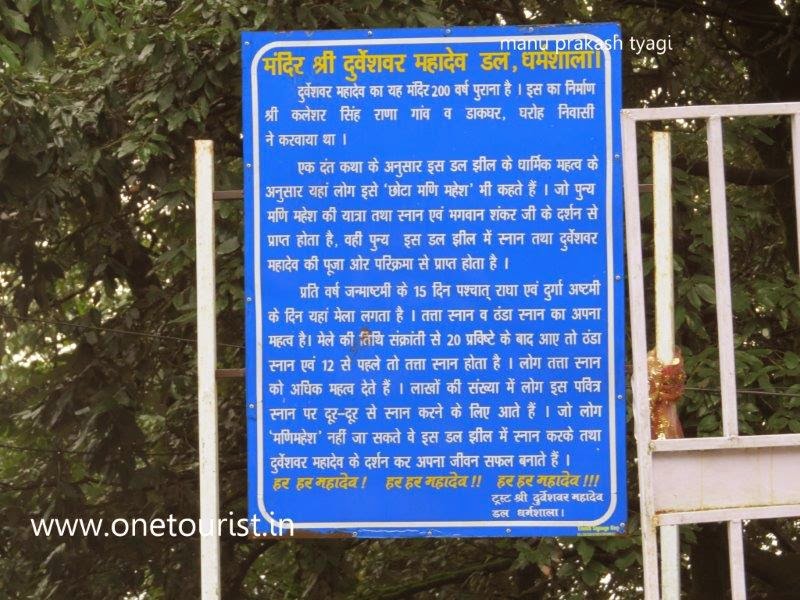 manu prakash tyagi
मंदिर श्री दुर्वेशवर महादेव डल, धर्मशाला।
दुर्वेशवर महादेव का यह मंदिर 200 वर्ष पुराना है । इस का निर्माण
श्री कलेशर सिंह राणा गांव व डाकघर, घरोह निवासी
ने करवाया था ।
एक दंत कथा के अनुसार इस डल झील के धार्मिक महत्व के
अनुसार यहां लोग इसे 'छोटा मणि महेश' भी कहते हैं । जो पुन्य
मणि महेश की यात्रा तथा स्नान एवं भगवान शंकर जी के दर्शन से
प्राप्त होता है, वही पुन्य इस डल झील में स्नान तथा दुर्वेशवर
महादेव की पूजा ओर परिक्रमा से प्राप्त होता है ।
प्रति वर्ष जन्माष्टमी के 15 दिन पश्चात् राधा एवं दुर्गा अष्टमी
के दिन यहां मेला लगता है । तत्ता स्नान व ठंडा स्नान का अपना
महत्व है। मेले की तिथि संक्रांती से 20 प्रविष्टे के बाद आए तो ठंडा
स्नान एवं 12 से पहले तो तत्ता स्नान होता है । लोग तत्ता स्नान
को अधिक महत्व देते हैं । लाखों की संख्या में लोग इस पवित्र
स्नान पर दूर-दूर से स्नान करने के लिए आते हैं । जो लोग
'मणिमहेश' नहीं जा सकते वे इस डल झील में स्नान करके तथा
दुर्वेशवर महादेव के दर्शन कर अपना जीवन सफल बनाते हैं ।
हर हर महादेव ! हर हर महादेव !! हर हर महादेव !!!
ट्रस्ट श्री दुर्वेशवर महादेव
डल धर्मशाला।
www.onetourist.in